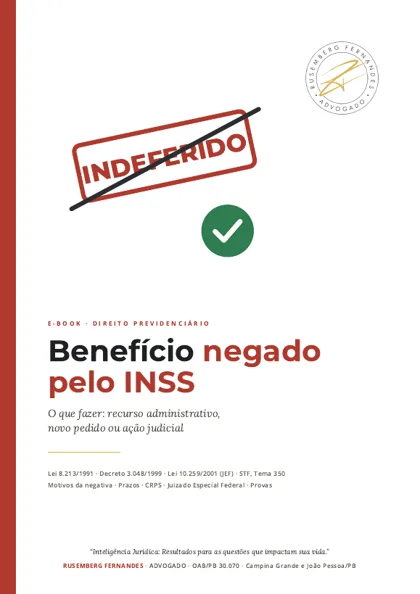 RUSEMBERG FERNANDES
• ADVOGADO •
INDEFERIDO
E-BOOK · DIREITO PREVIDENCIÁRIO
Benefício negado
pelo INSS
O que fazer: recurso administrativo,
novo pedido ou ação judicial
Lei 8.213/1991 · Decreto 3.048/1999 · Lei 10.259/2001 (JEF) · STF, Tema 350
Motivos da negativa · Prazos · CRPS · Juizado Especial Federal · Provas
"Inteligência Jurídica: Resultados para as questões que impactam sua vida."
RUSEMBERG FERNANDES · ADVOGADO · OAB/PB 30.070 · Campina Grande e João Pessoa/PB